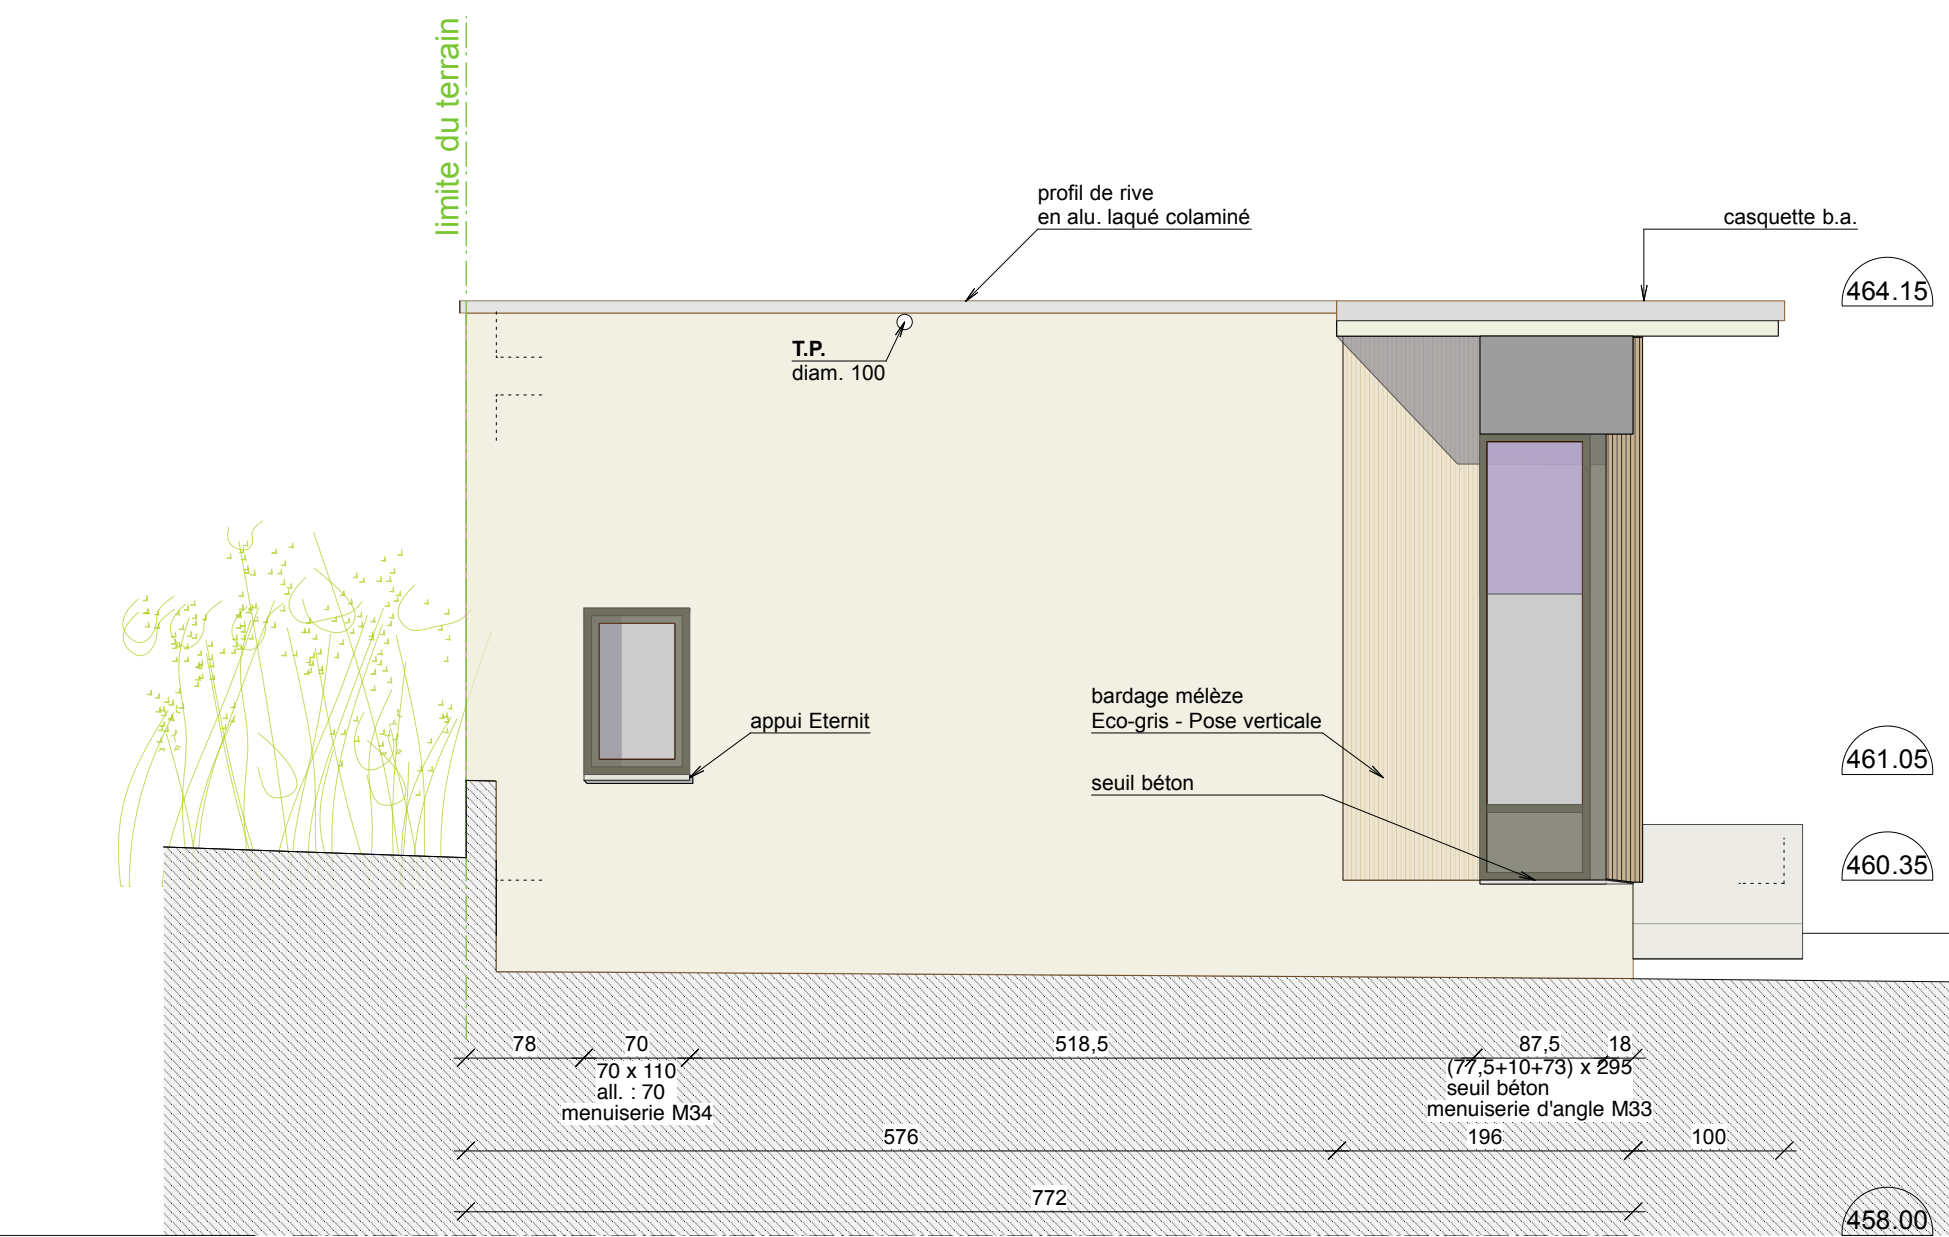 limite du terrain
profil de rive
en alu. laqué colaminé
casquette b.a.
464.15
T.P.
diam. 100
bardage mélèze
Eco-gris - Pose verticale
appui Eternit
461.05
seuil béton
460.35
78
70
518,5
87,5
18
70 x 110
all. : 70
menuiserie M34
(77,5+10+73) x 295
seuil béton
menuiserie d'angle M33
576
196
100
772
458.00